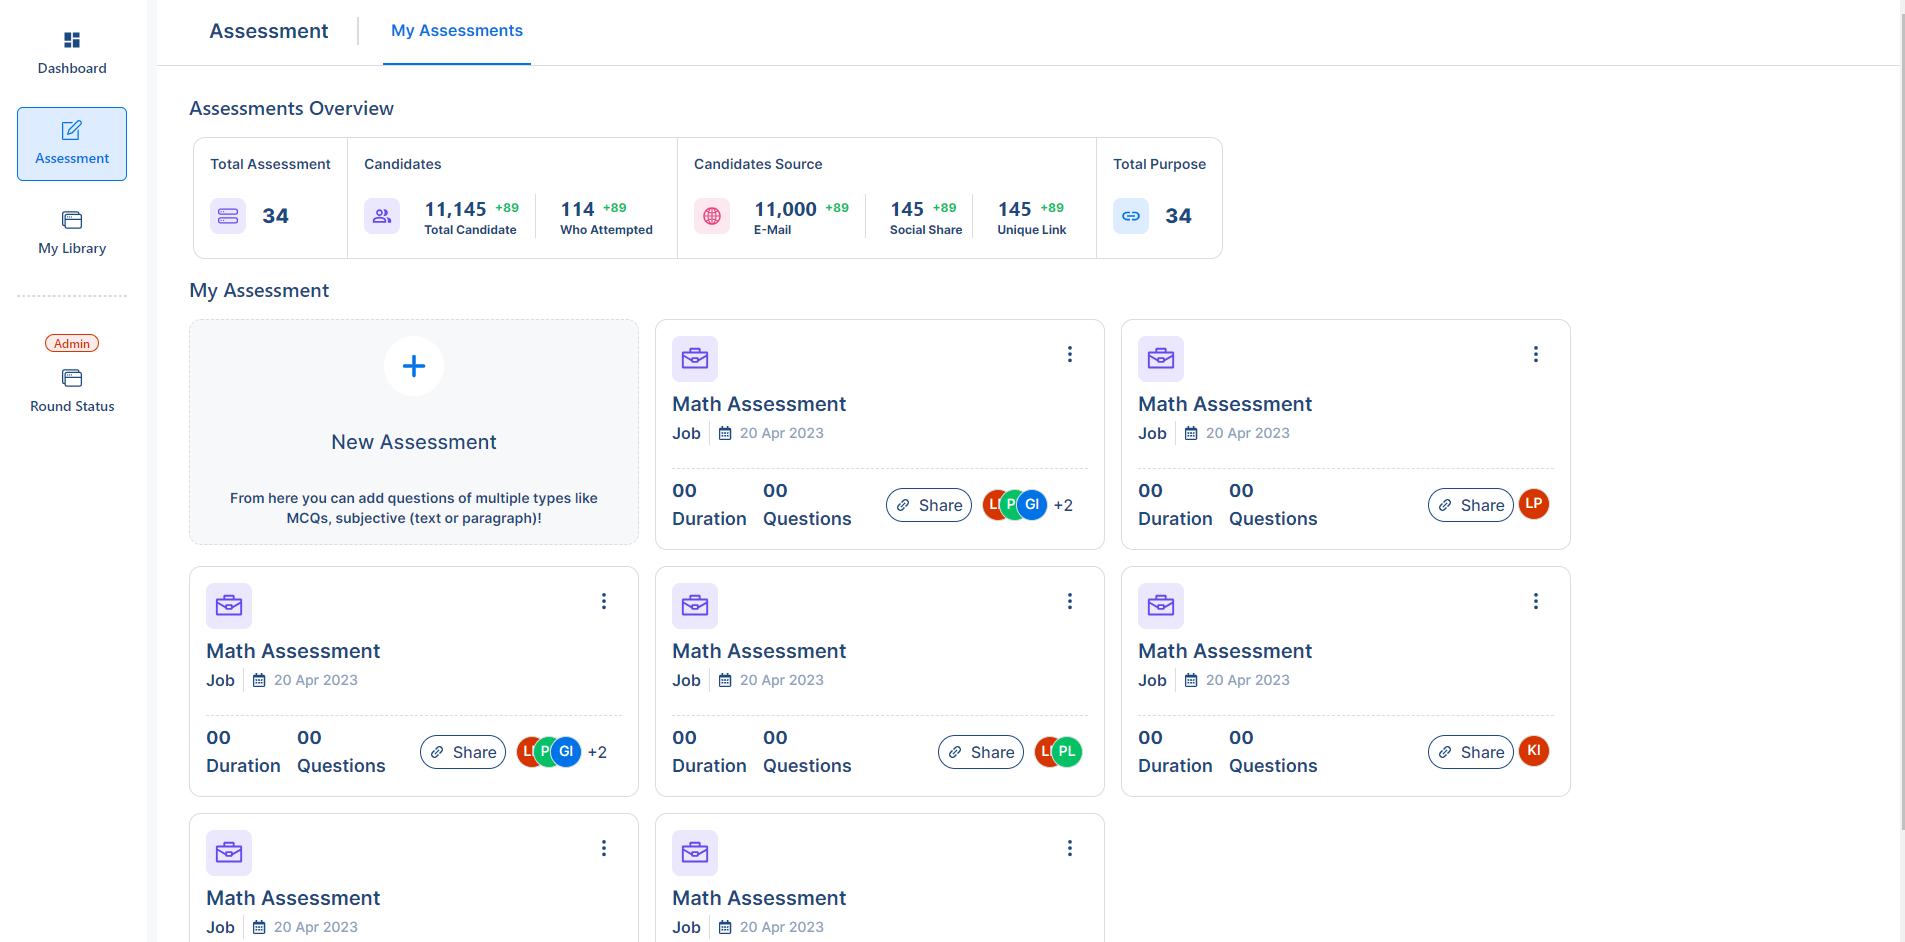 Dashboard
Assessment
My Library
Admin
Round Status
Assessment
My Assessments
Assessments Overview
Total Assessment
34
Candidates
11,145 +89
Total Candidate
114 +89
Who Attempted
Candidates Source
11,000 +89
E-Mail
145 +89
Social Share
145 +89
Unique Link
Total Purpose
34
My Assessment
New Assessment
From here you can add questions of multiple types like
MCQs, subjective (text or paragraph)!
Math Assessment
Job 20 Apr 2023
00 00
Duration Questions
Share
GI +2
Math Assessment
Job 20 Apr 2023
00 00
Duration Questions
Share
LP
Math Assessment
Job 20 Apr 2023
00 00
Duration Questions
Share
GI +2
Math Assessment
Job 20 Apr 2023
00 00
Duration Questions
Share
PL
Math Assessment
Job 20 Apr 2023
00 00
Duration Questions
Share
KI
Math Assessment
Job 20 Apr 2023
Math Assessment
Job 20 Apr 2023